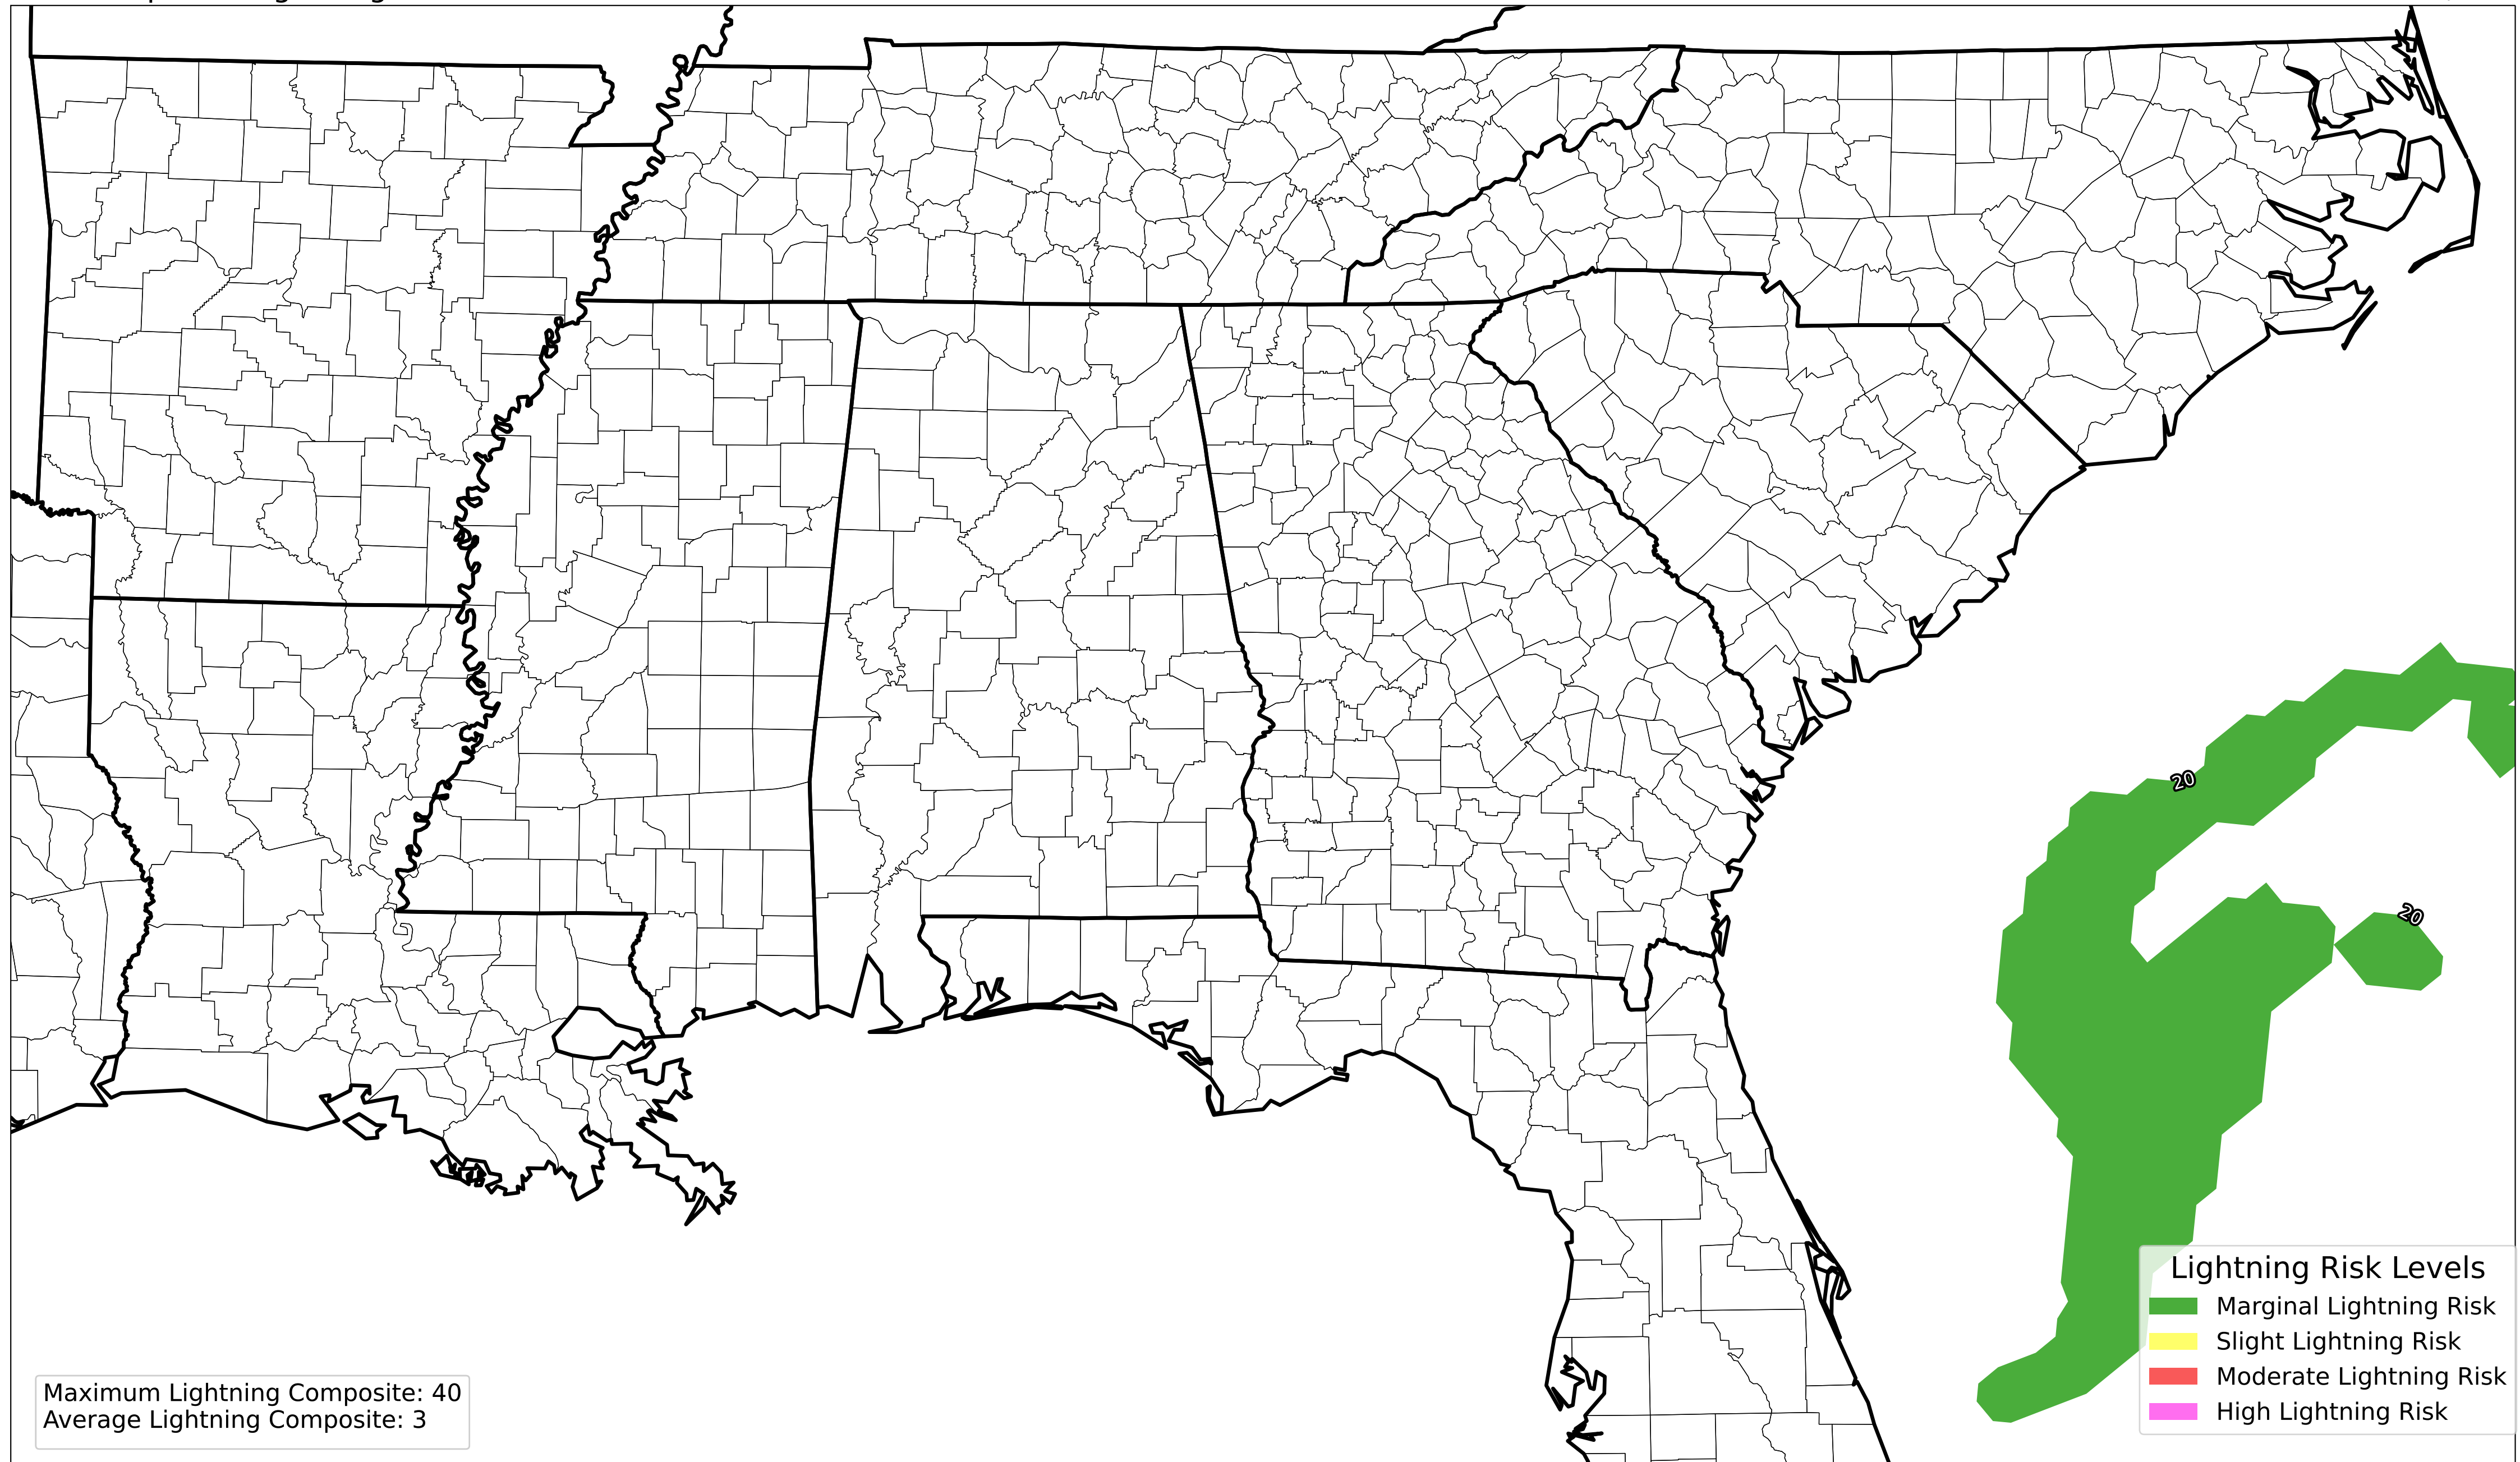 20
20
Lightning Risk Levels
Marginal Lightning Risk
Slight Lightning Risk
Moderate Lightning Risk
High Lightning Risk
Maximum Lightning Composite: 40
Average Lightning Composite: 3